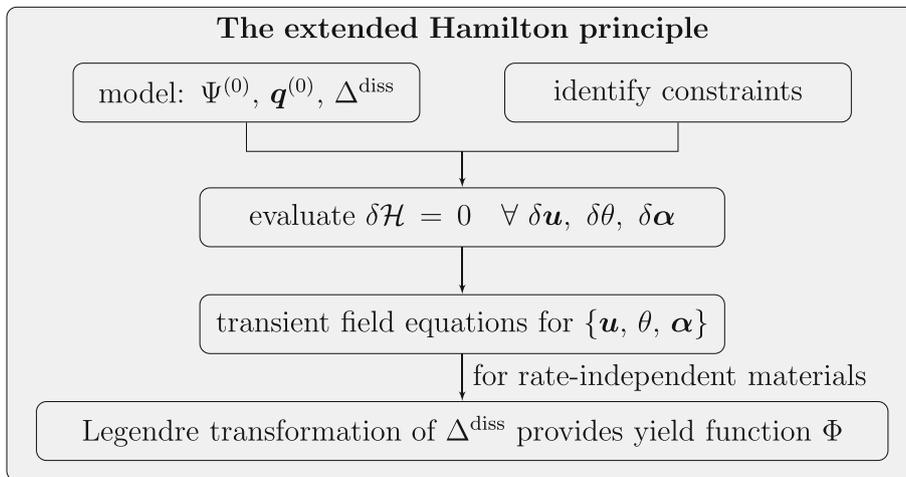 The extended Hamilton principle
model: Ψ⁽⁰⁾, 𝒒⁽⁰⁾, Δᵈⁱˢˢ
identify constraints
evaluate δℋ = 0 ∀ δ𝒖, δθ, δ𝜶
transient field equations for {𝒖, θ, 𝜶}
for rate-independent materials
Legendre transformation of Δᵈⁱˢˢ provides yield function Φ